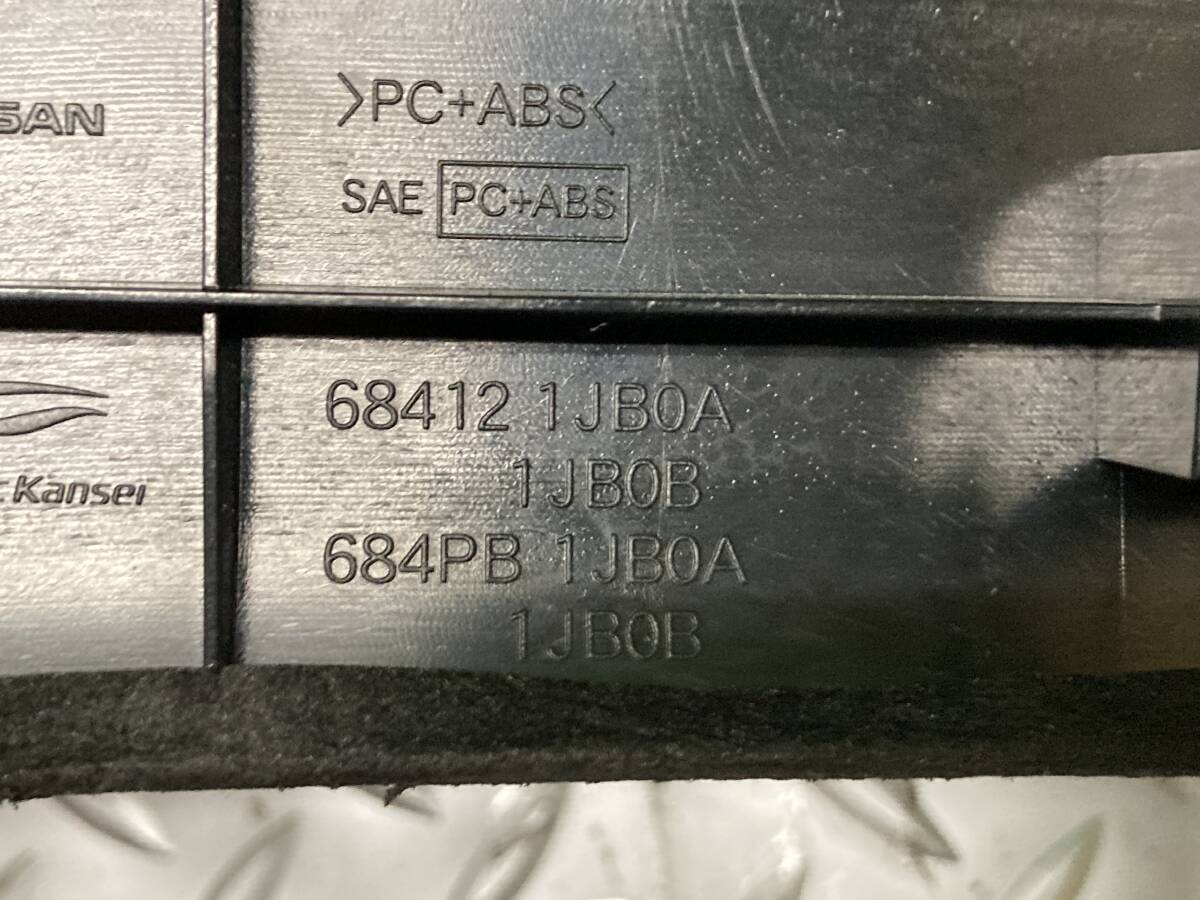 SAN
>PC+ABS<
SAE PC+ABS
68412 1JB0A
1JB0B
Kansei
684PB 1JB0A
1JB0B